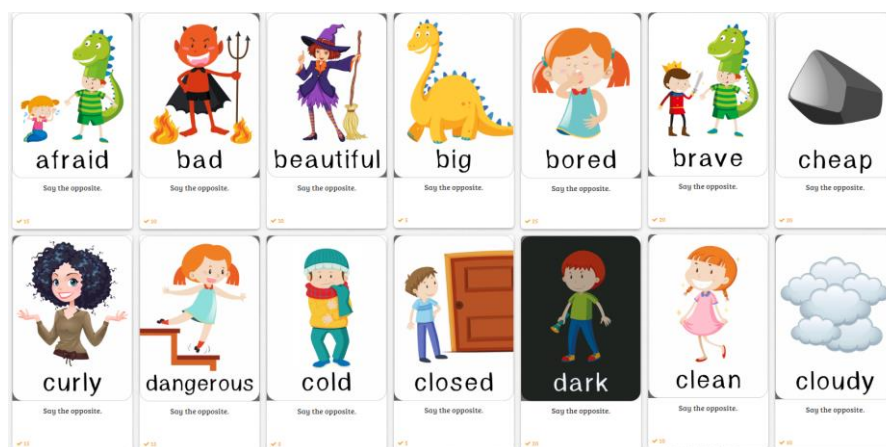 afraid
bad
beautiful
big
bored
brave
cheap
Say the opposite.
Say the opposite.
Say the opposite.
Say the opposite.
Say the opposite.
Say the opposite.
Say the opposite.
curly
dangerous
cold
closed
dark
clean
cloudy
Say the opposite.
Say the opposite.
Say the opposite.
Say the opposite.
Say the opposite.
Say the opposite.
Say the opposite.